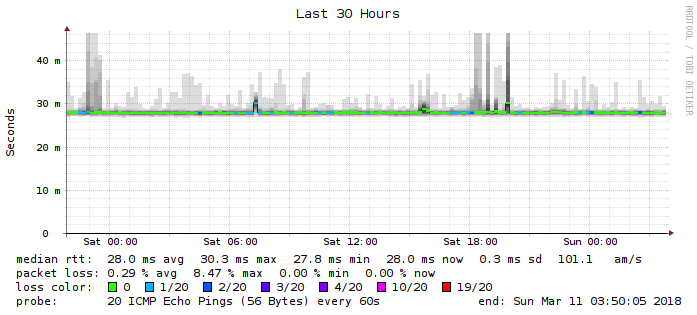 Last 30 Hours
RRDTOOL / TOBI OETIKER
Seconds
40 m
30 m
20 m
10 m
0
Sat 00:00 Sat 06:00 Sat 12:00 Sat 18:00 Sun 00:00
median rtt: 28.0 ms avg 30.3 ms max 27.8 ms min 28.0 ms now 0.3 ms sd 101.1 am/s
packet loss: 0.29 % avg 8.47 % max 0.00 % min 0.00 % now
loss color: 0 1/20 2/20 3/20 4/20 10/20 19/20
probe: 20 ICMP Echo Pings (56 Bytes) every 60s end: Sun Mar 11 03:50:05 2018